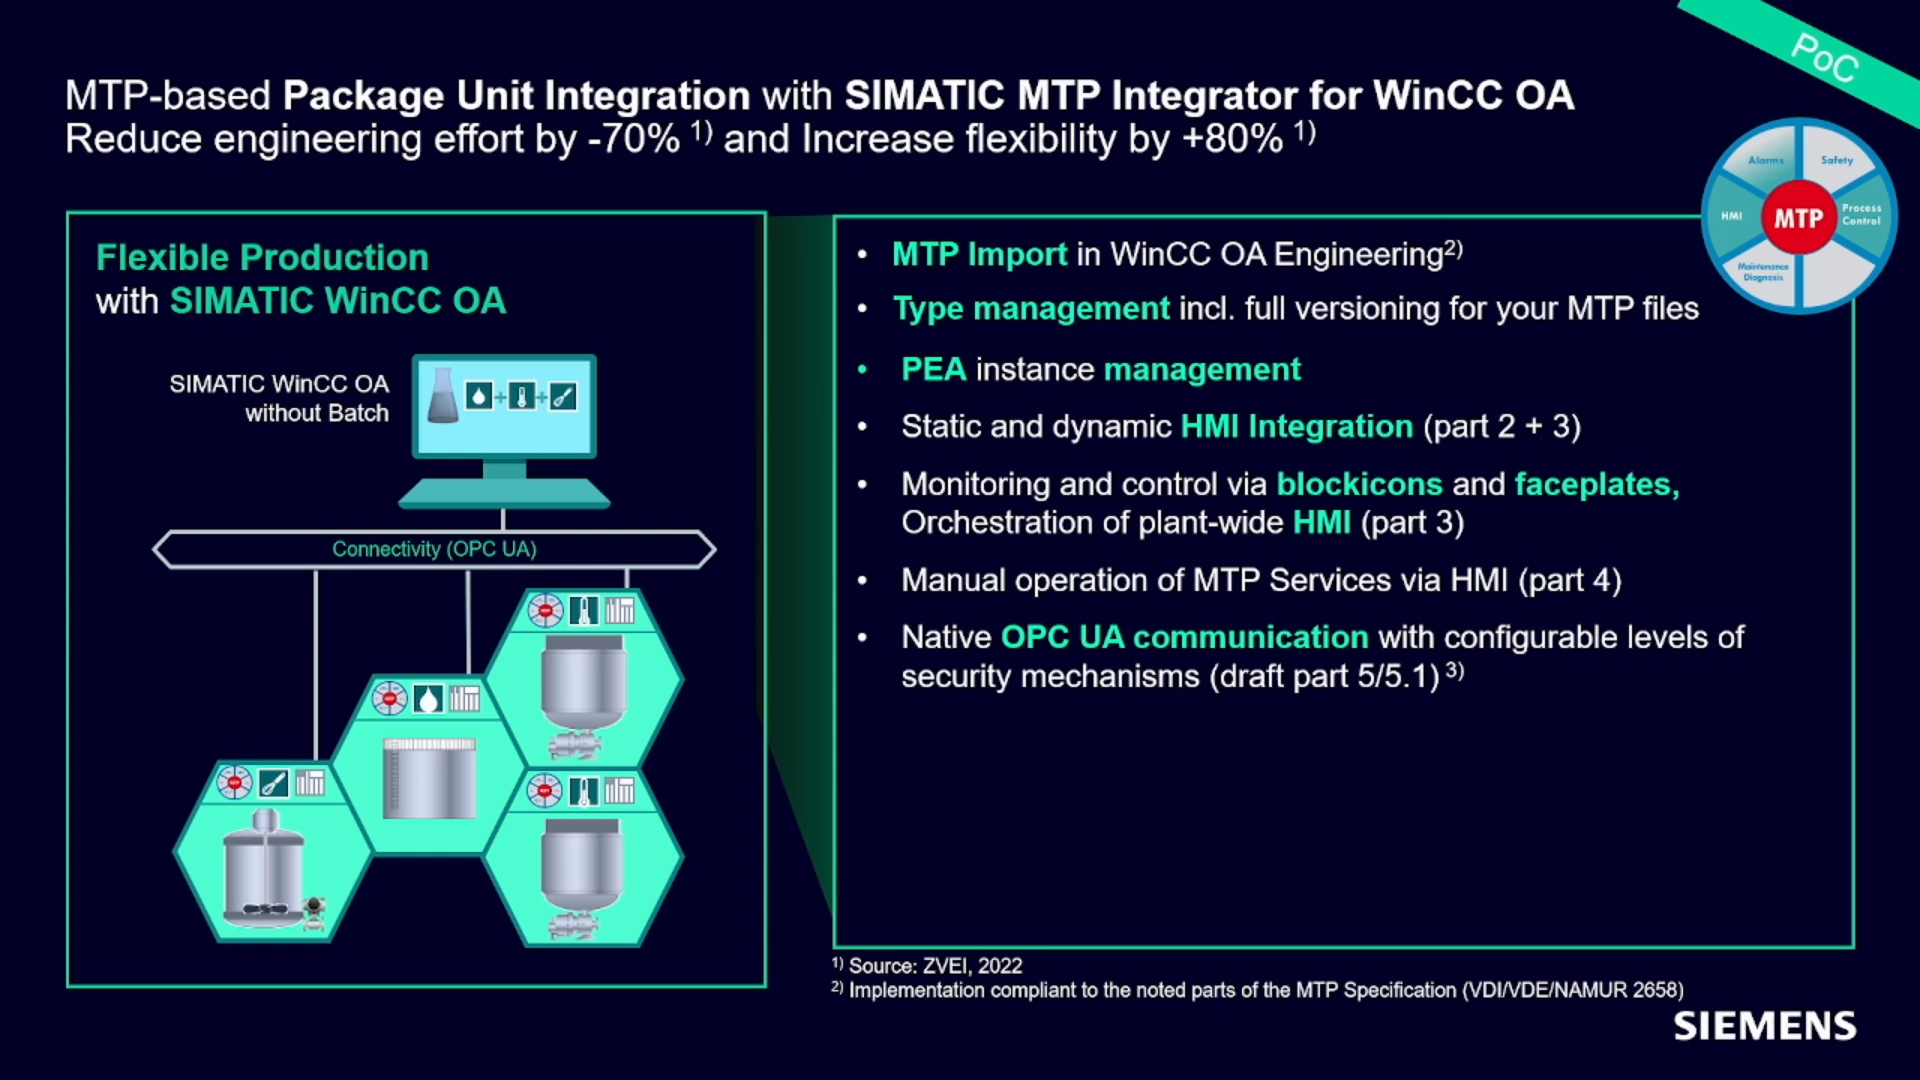 PoC
MTP-based Package Unit Integration with SIMATIC MTP Integrator for WinCC OA
Reduce engineering effort by -70% 1) and Increase flexibility by +80% 1)
Alarms
Safety
HMI
MTP
Process
Control
Maintenance
Diagnosis
Flexible Production
with SIMATIC WinCC OA
SIMATIC WinCC OA
without Batch
Connectivity (OPC UA)
• MTP Import in WinCC OA Engineering2)
• Type management incl. full versioning for your MTP files
• PEA instance management
• Static and dynamic HMI Integration (part 2 + 3)
• Monitoring and control via blockicons and faceplates,
Orchestration of plant-wide HMI (part 3)
• Manual operation of MTP Services via HMI (part 4)
• Native OPC UA communication with configurable levels of
security mechanisms (draft part 5/5.1) 3)
1) Source: ZVEI, 2022
2) Implementation compliant to the noted parts of the MTP Specification (VDI/VDE/NAMUR 2658)
SIEMENS